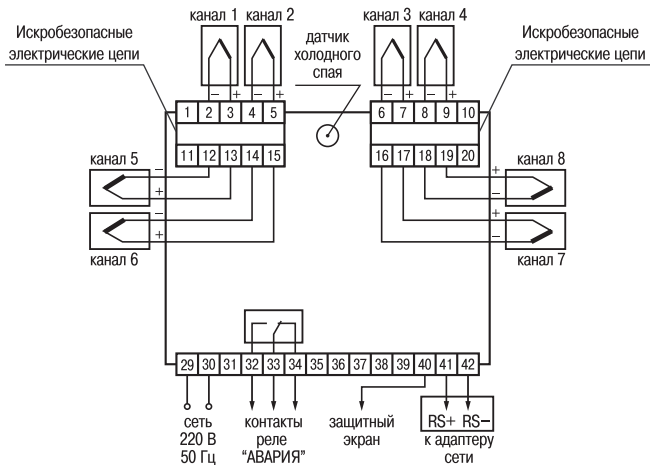 канал 1 канал 2
канал 3 канал 4
Искробезопасные
электрические цепи
датчик
холодного
спая
Искробезопасные
электрические цепи
– + – +
– + – +
1 2 3 4 5
6 7 8 9 10
11 12 13 14 15
16 17 18 19 20
канал 5
–
+
–
+
канал 6
канал 8
+
–
+
–
канал 7
29 30 31 32 33 34 35 36 37 38 39 40 41 42
сеть
220 В
50 Гц
контакты
реле
“АВАРИЯ”
защитный
экран
RS+ RS–
к адаптеру
сети